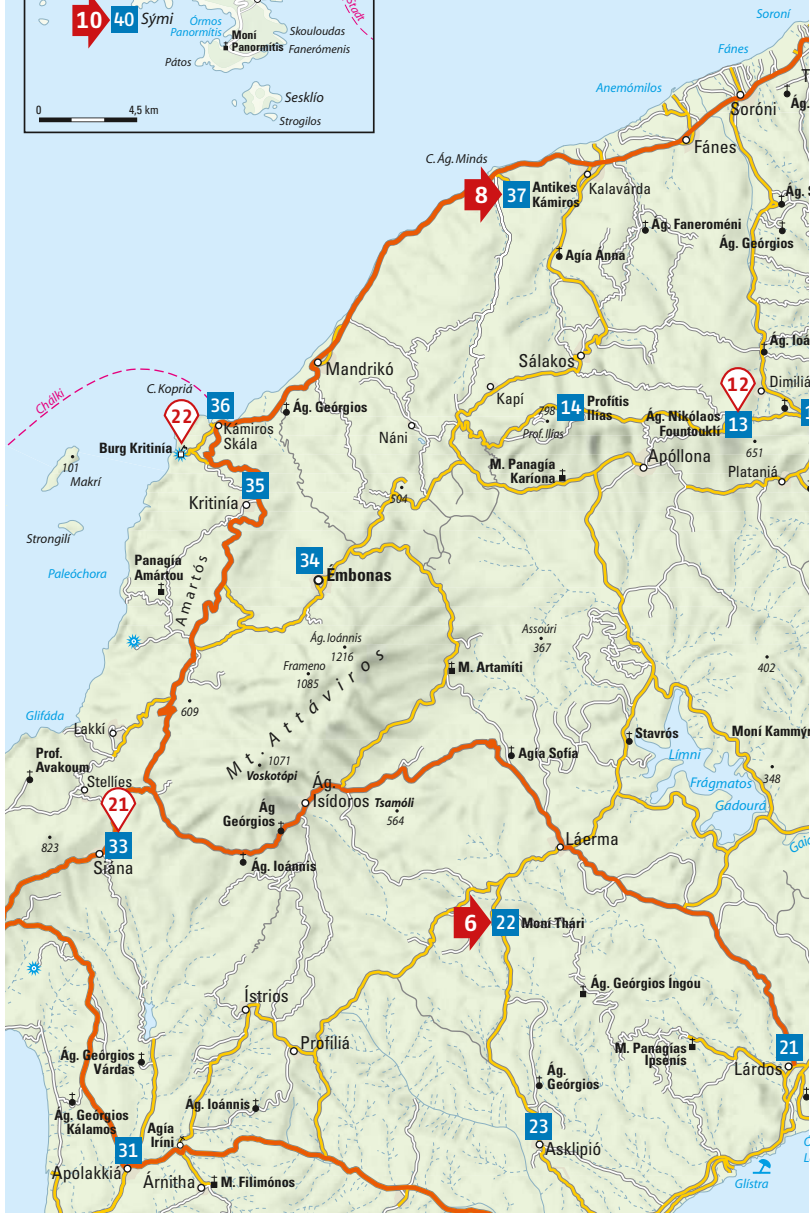 Soroní
10
40
Sými
Órmos
Panormítis
Moní
Panormítis
Skouloudas
Fanerómenis
Pátos
Stadt
Sesklío
Strogilos
0
4,5 km
Fánes
Anemómilos
Soróni
Fánes
C. Ág. Minás
8
37
Antikes
Kámiros
Kalavárda
Ág. Faneroméni
Ág. Geórgios
Agía Ánna
Mandrikó
Sálakos
Dimiliá
Chálki
C. Kopriá
22
36
Kámiros
Skála
Ág. Geórgios
Kapí
Náni
798
Prof. Ilías
14
Profítis
Ilías
12
13
Ág. Nikólaos
Fountouklí
651
Burg Kritinía
M. Panagía
Karíona
Apóllona
Plataniá
101
Makrí
35
Kritinía
504
Strongilí
Paleóchora
Panagía
Amártou
Amartós
34
Émbonas
Ág. Ioánnis
1216
Frameno
1085
Assoúri
367
M. Artamíti
402
609
Mt. Attáviros
1071
Voskotópi
Glifáda
Lakkí
Prof.
Avakoum
Stellíes
Agía Sofía
Stavrós
Moní Kammýr
Límni
Frágmatos
Gadourá
348
Ág.
Isídoros
Tsamóli
564
Ág
Geórgios
21
33
823
Siána
Ág. Ioánnis
Láerma
6
22
Moní Thári
Ág. Geórgios Íngou
Ístrios
Profiliá
M. Panagías
Ipsenís
21
Lárdos
Ág. Geórgios
Várdas
Ág.
Geórgios
Ág. Geórgios
Kálamos
Ág. Ioánnis
Agía
Iríni
31
23
Asklipió
Apolakkiá
Árnitha
M. Filimónos
Glístra